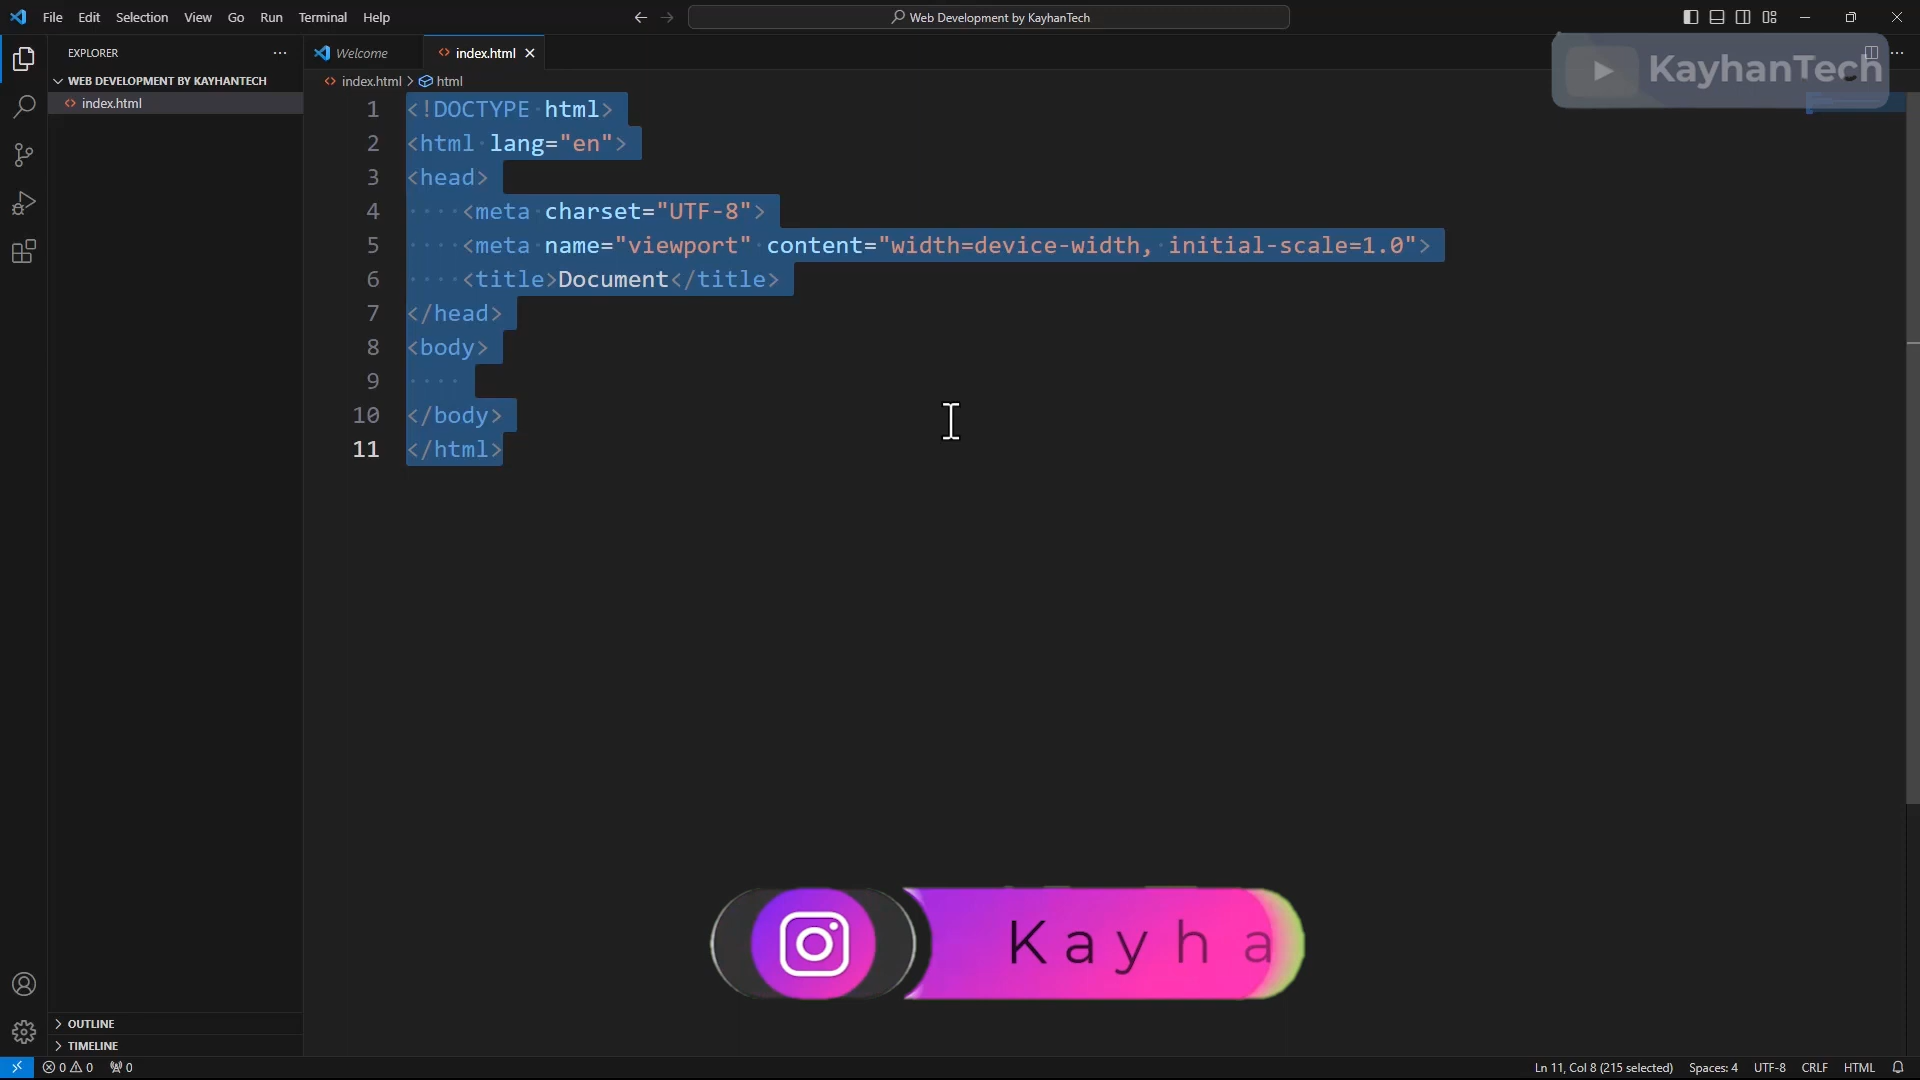 File Edit Selection View Go Run Terminal Help
Web Development by KayhanTech
EXPLORER
WEB DEVELOPMENT BY KAYHANTECH
index.html
OUTLINE
TIMELINE
Welcome
index.html
index.html > html
KayhanTech
1 <!DOCTYPE html>
2 <html lang="en">
3 <head>
4     <meta charset="UTF-8">
5     <meta name="viewport" content="width=device-width, initial-scale=1.0">
6     <title>Document</title>
7 </head>
8 <body>
9
10 </body>
11 </html>
Kayha
0 0 0
Ln 11, Col 8 (215 selected) Spaces: 4 UTF-8 CRLF HTML